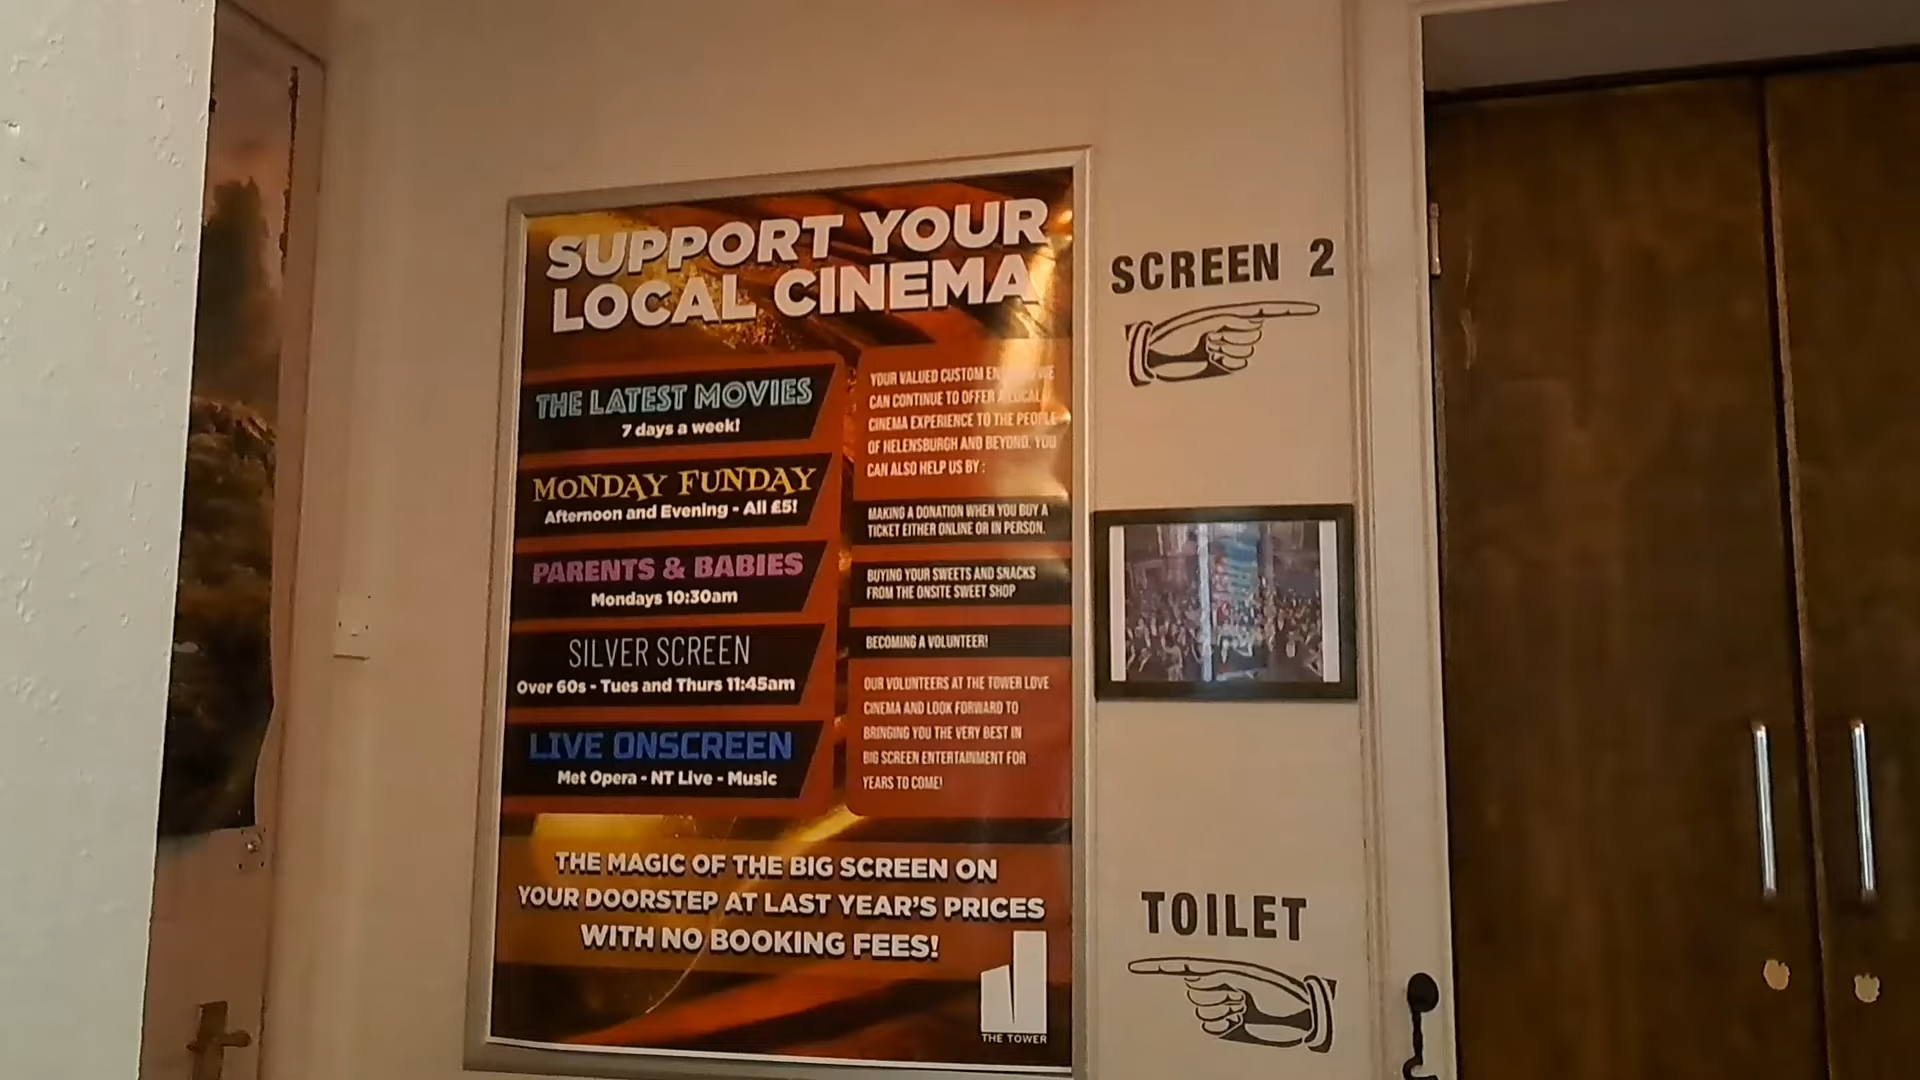 SUPPORT YOUR
LOCAL CINEMA
THE LATEST MOVIES
7 days a week!
MONDAY FUNDAY
Afternoon and Evening - All £5!
PARENTS & BABIES
Mondays 10:30am
SILVER SCREEN
Over 60s - Tues and Thurs 11:45am
LIVE ONSCREEN
Met Opera - NT Live - Music
YOUR VALUED CUSTOM WE
CAN CONTINUE TO OFFER A LOCAL
CINEMA EXPERIENCE TO THE PEOPLE
OF HELENSBURGH AND BEYOND. YOU
CAN ALSO HELP US BY :
MAKING A DONATION WHEN YOU BUY A
TICKET EITHER ONLINE OR IN PERSON.
BUYING YOUR SWEETS AND SNACKS
FROM THE ONSITE SWEET SHOP
BECOMING A VOLUNTEER!
OUR VOLUNTEERS AT THE TOWER LOVE
CINEMA AND LOOK FORWARD TO
BRINGING YOU THE VERY BEST IN
BIG SCREEN ENTERTAINMENT FOR
YEARS TO COME!
THE MAGIC OF THE BIG SCREEN ON
YOUR DOORSTEP AT LAST YEAR'S PRICES
WITH NO BOOKING FEES!
THE TOWER
SCREEN 2
TOILET